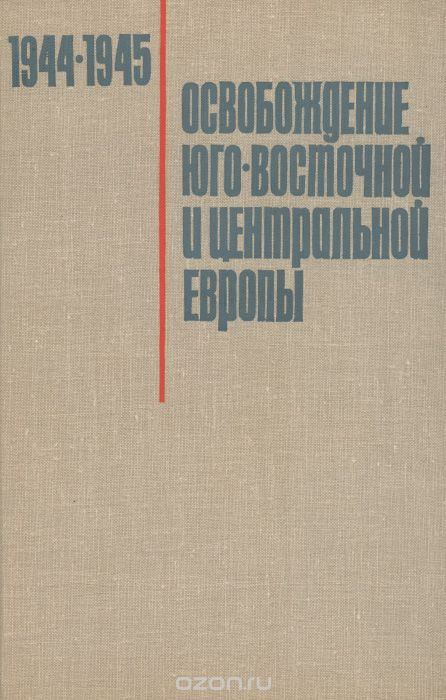 1944·1945
ОСВОБОЖДЕНИЕ
ЮГО-ВОСТОЧНОЙ
И ЦЕНТРАЛЬНОЙ
ЕВРОПЫ
ozon.ru